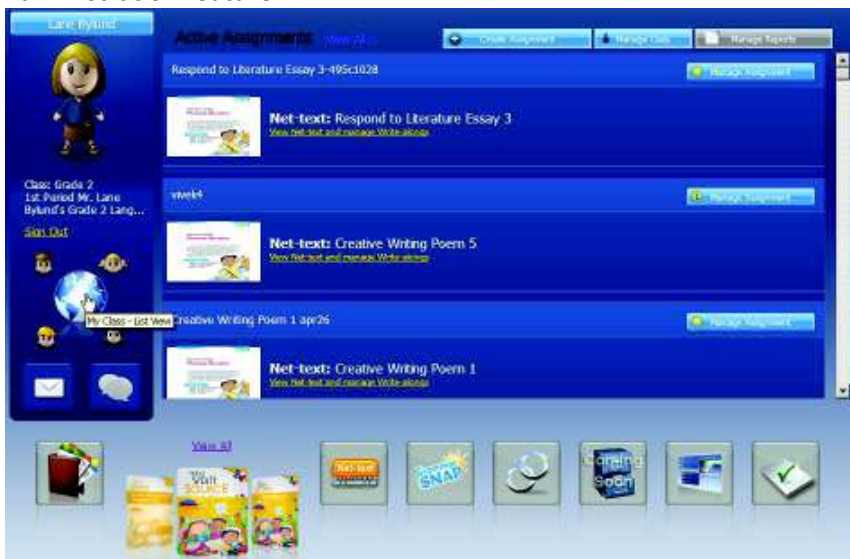 Lane Bylund
Active Assignments View All
Create Assignment
Manage Class
Manage Reports
Respond to Literature Essay 3-495c1028
Manage Assignment
Net-text: Respond to Literature Essay 3
View Net-text and manage Write-alongs
Class: Grade 2
1st Period Mr. Lane
Bylund's Grade 2 Lang...
Sign Out
vivek4
Manage Assignment
Net-text: Creative Writing Poem 5
View Net-text and manage Write-alongs
My Class - List View
Creative Writing Poem 1 apr26
Manage Assignment
Net-text: Creative Writing Poem 1
View Net-text and manage Write-alongs
View All
Write
SOURCE
Net-text
SNAP
Coming
Soon